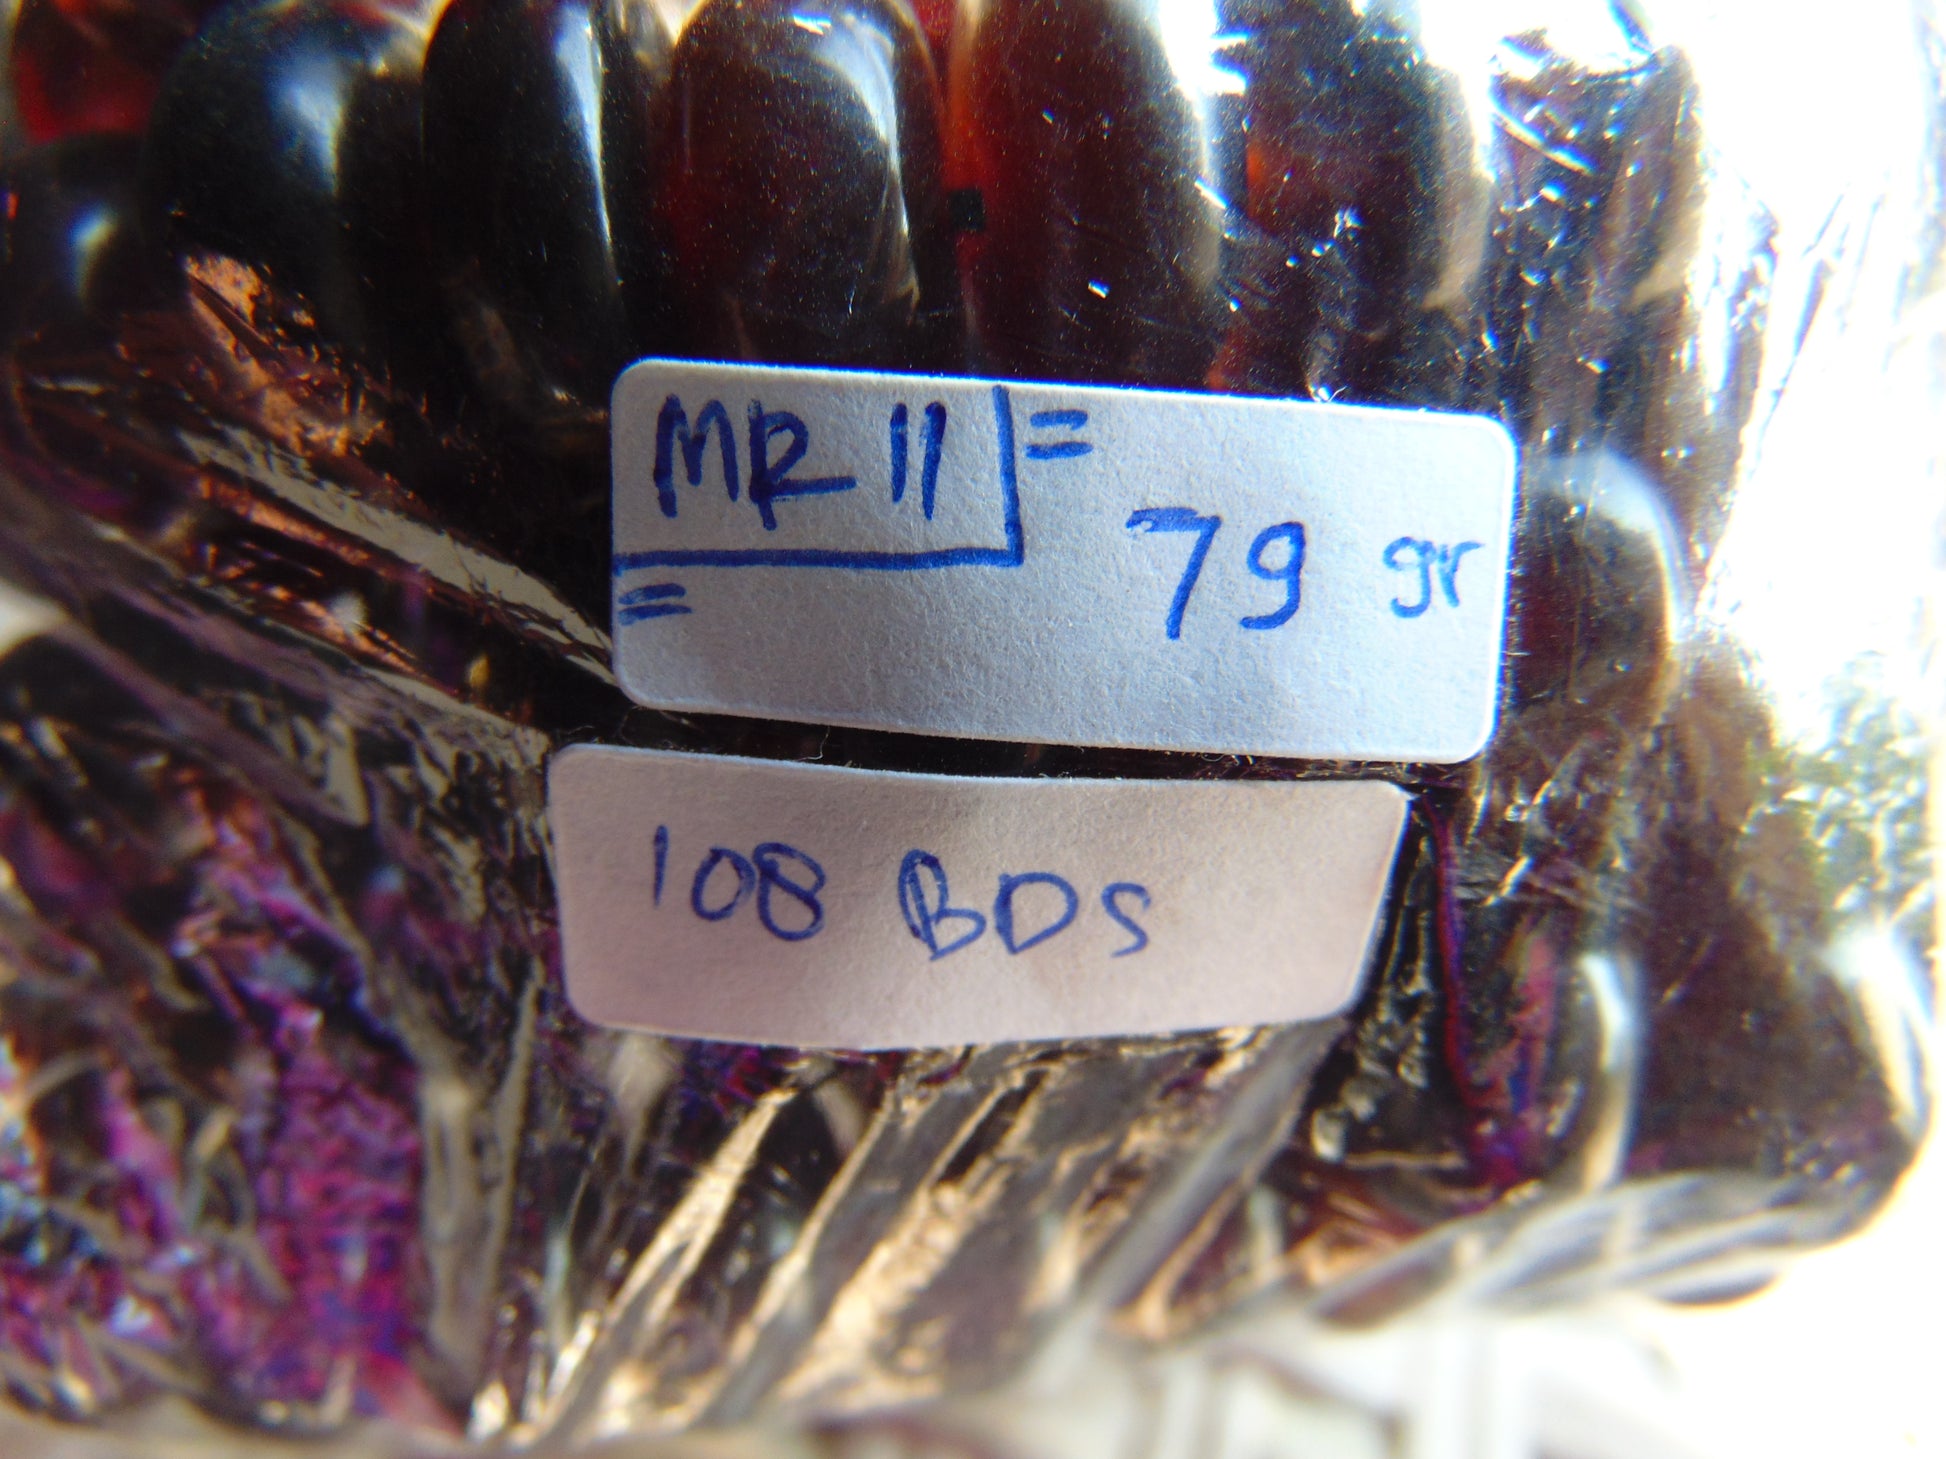 MR 11 =
= 79 gr
108 BDS